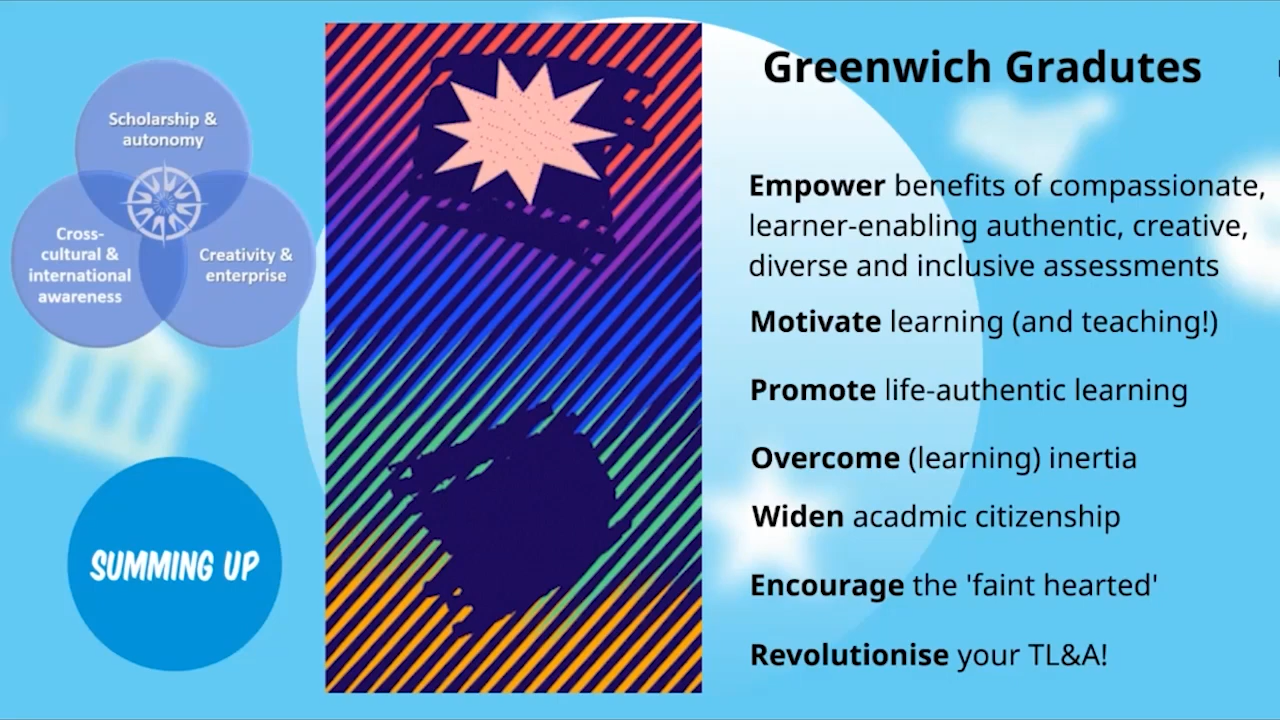 Scholarship &
autonomy
Cross-
cultural &
international
awareness
Creativity &
enterprise
SUMMING UP
Greenwich Gradutes
Empower benefits of compassionate,
learner-enabling authentic, creative,
diverse and inclusive assessments
Motivate learning (and teaching!)
Promote life-authentic learning
Overcome (learning) inertia
Widen acadmic citizenship
Encourage the 'faint hearted'
Revolutionise your TL&A!